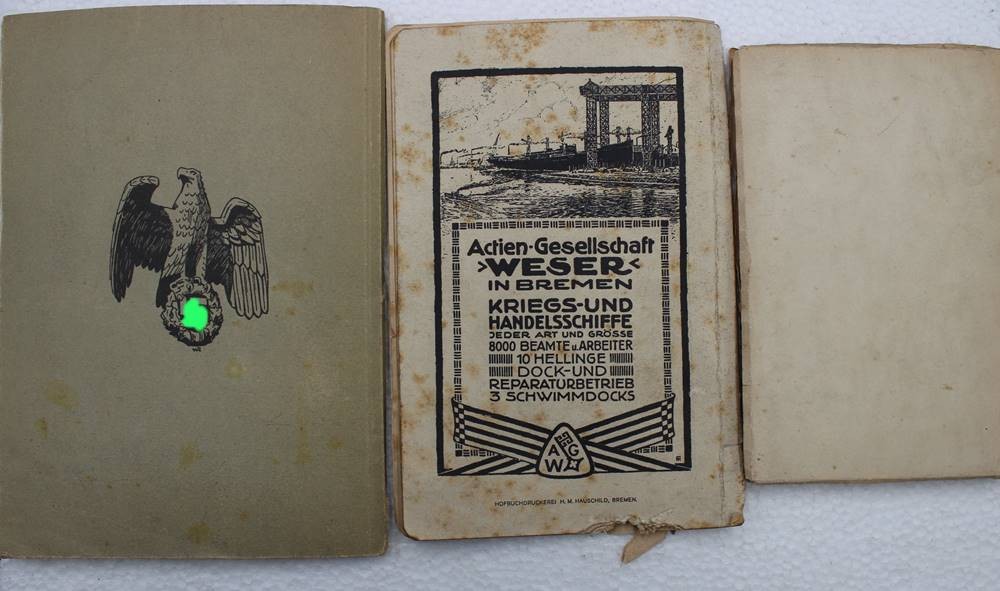 Actien-Gesellschaft
>WESER<
IN BREMEN
KRIEGS-UND
HANDELSSCHIFFE
JEDER ART UND GRÖSSE
8000 BEAMTE u. ARBEITER
10 HELLINGE
DOCK-UND
REPARATURBETRIEB
3 SCHWIMMDOCKS
A G
W
HOFBUCHDRUCKEREI H. M. HAUSCHILD, BREMEN.